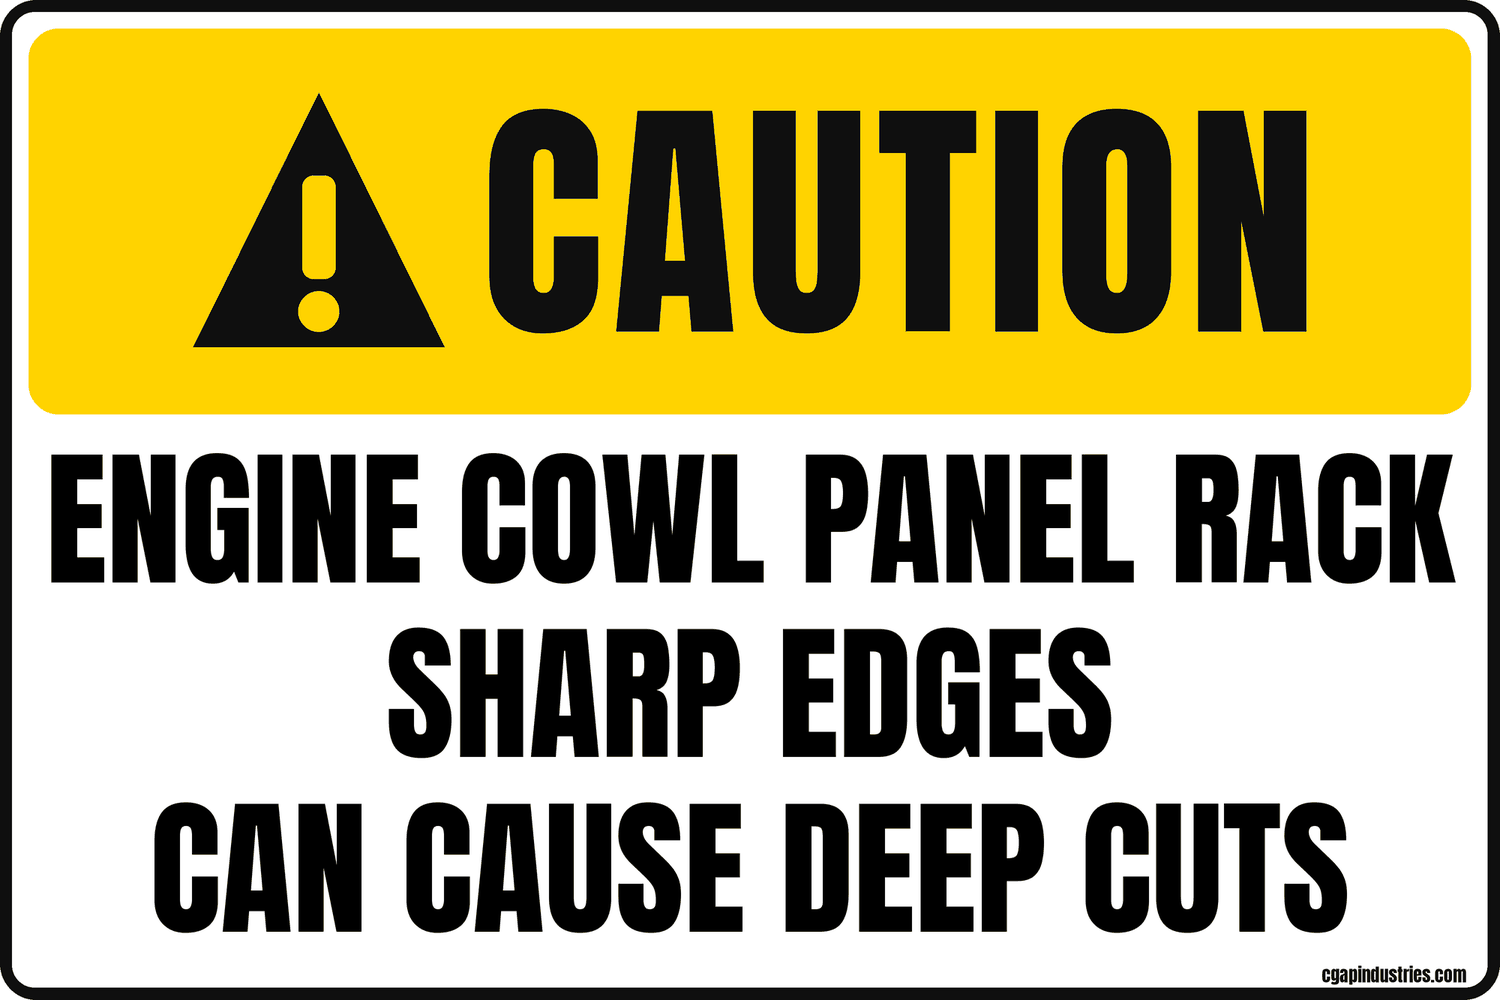 CAUTION
ENGINE COWL PANEL RACK
SHARP EDGES
CAN CAUSE DEEP CUTS
cgapindustries.com